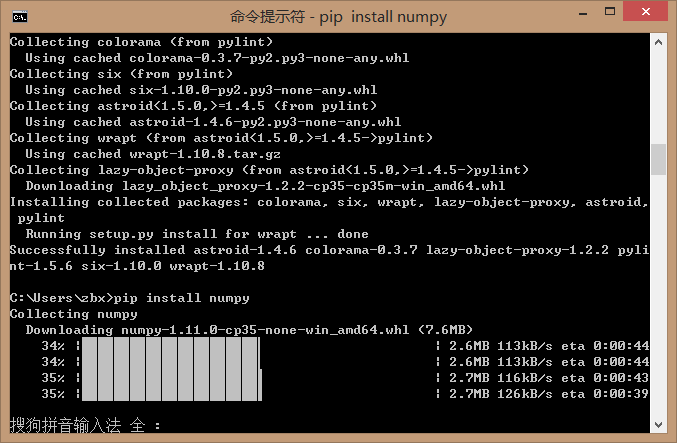 命令提示符 - pip  install numpy
Collecting colorama (from pylint)
  Using cached colorama-0.3.7-py2.py3-none-any.whl
Collecting six (from pylint)
  Using cached six-1.10.0-py2.py3-none-any.whl
Collecting astroid<1.5.0,>=1.4.5 (from pylint)
  Using cached astroid-1.4.6-py2.py3-none-any.whl
Collecting wrapt (from astroid<1.5.0,>=1.4.5->pylint)
  Using cached wrapt-1.10.8.tar.gz
Collecting lazy-object-proxy (from astroid<1.5.0,>=1.4.5->pylint)
  Downloading lazy_object_proxy-1.2.2-cp35-cp35m-win_amd64.whl
Installing collected packages: colorama, six, wrapt, lazy-object-proxy, astroid,
 pylint
  Running setup.py install for wrapt ... done
Successfully installed astroid-1.4.6 colorama-0.3.7 lazy-object-proxy-1.2.2 pyli
nt-1.5.6 six-1.10.0 wrapt-1.10.8
C:\Users\zbx>pip install numpy
Collecting numpy
  Downloading numpy-1.11.0-cp35-none-win_amd64.whl (7.6MB)
    34% |███████████ | 2.6MB 113kB/s eta 0:00:44
    34% |███████████ | 2.6MB 113kB/s eta 0:00:44
    35% |███████████ | 2.7MB 116kB/s eta 0:00:43
    35% |███████████ | 2.7MB 126kB/s eta 0:00:39
搜狗拼音输入法 全 :